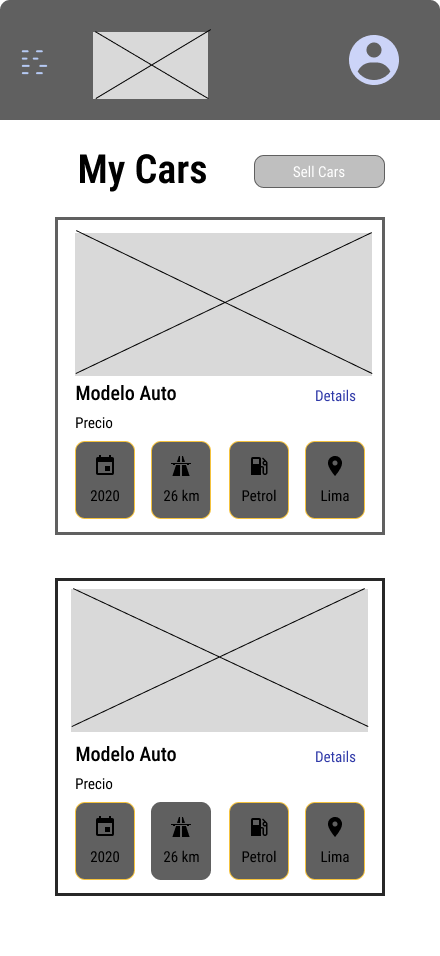 My Cars
Sell Cars
Modelo Auto
Details
Precio
2020
26 km
Petrol
Lima
Modelo Auto
Details
Precio
2020
26 km
Petrol
Lima